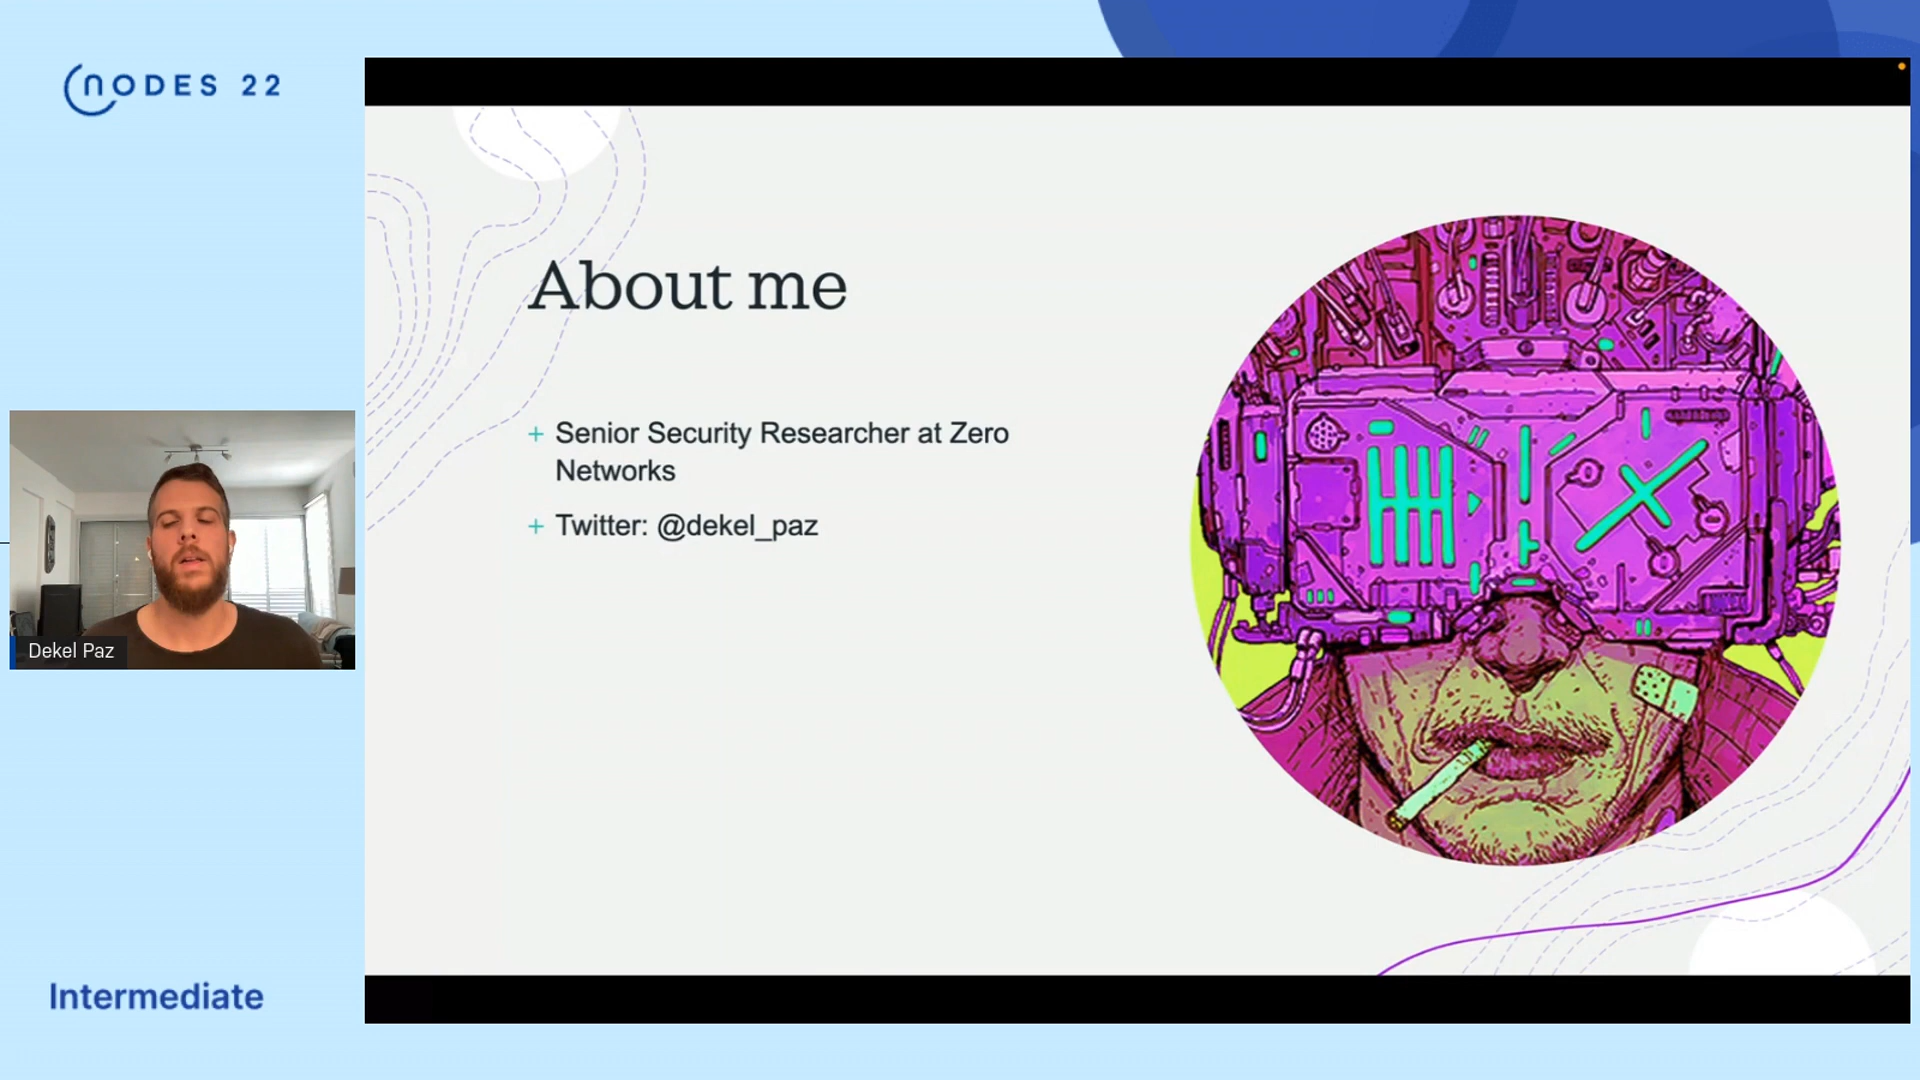 NODES 22
About me
+ Senior Security Researcher at Zero
Networks
+ Twitter: @dekel_paz
Dekel Paz
Intermediate